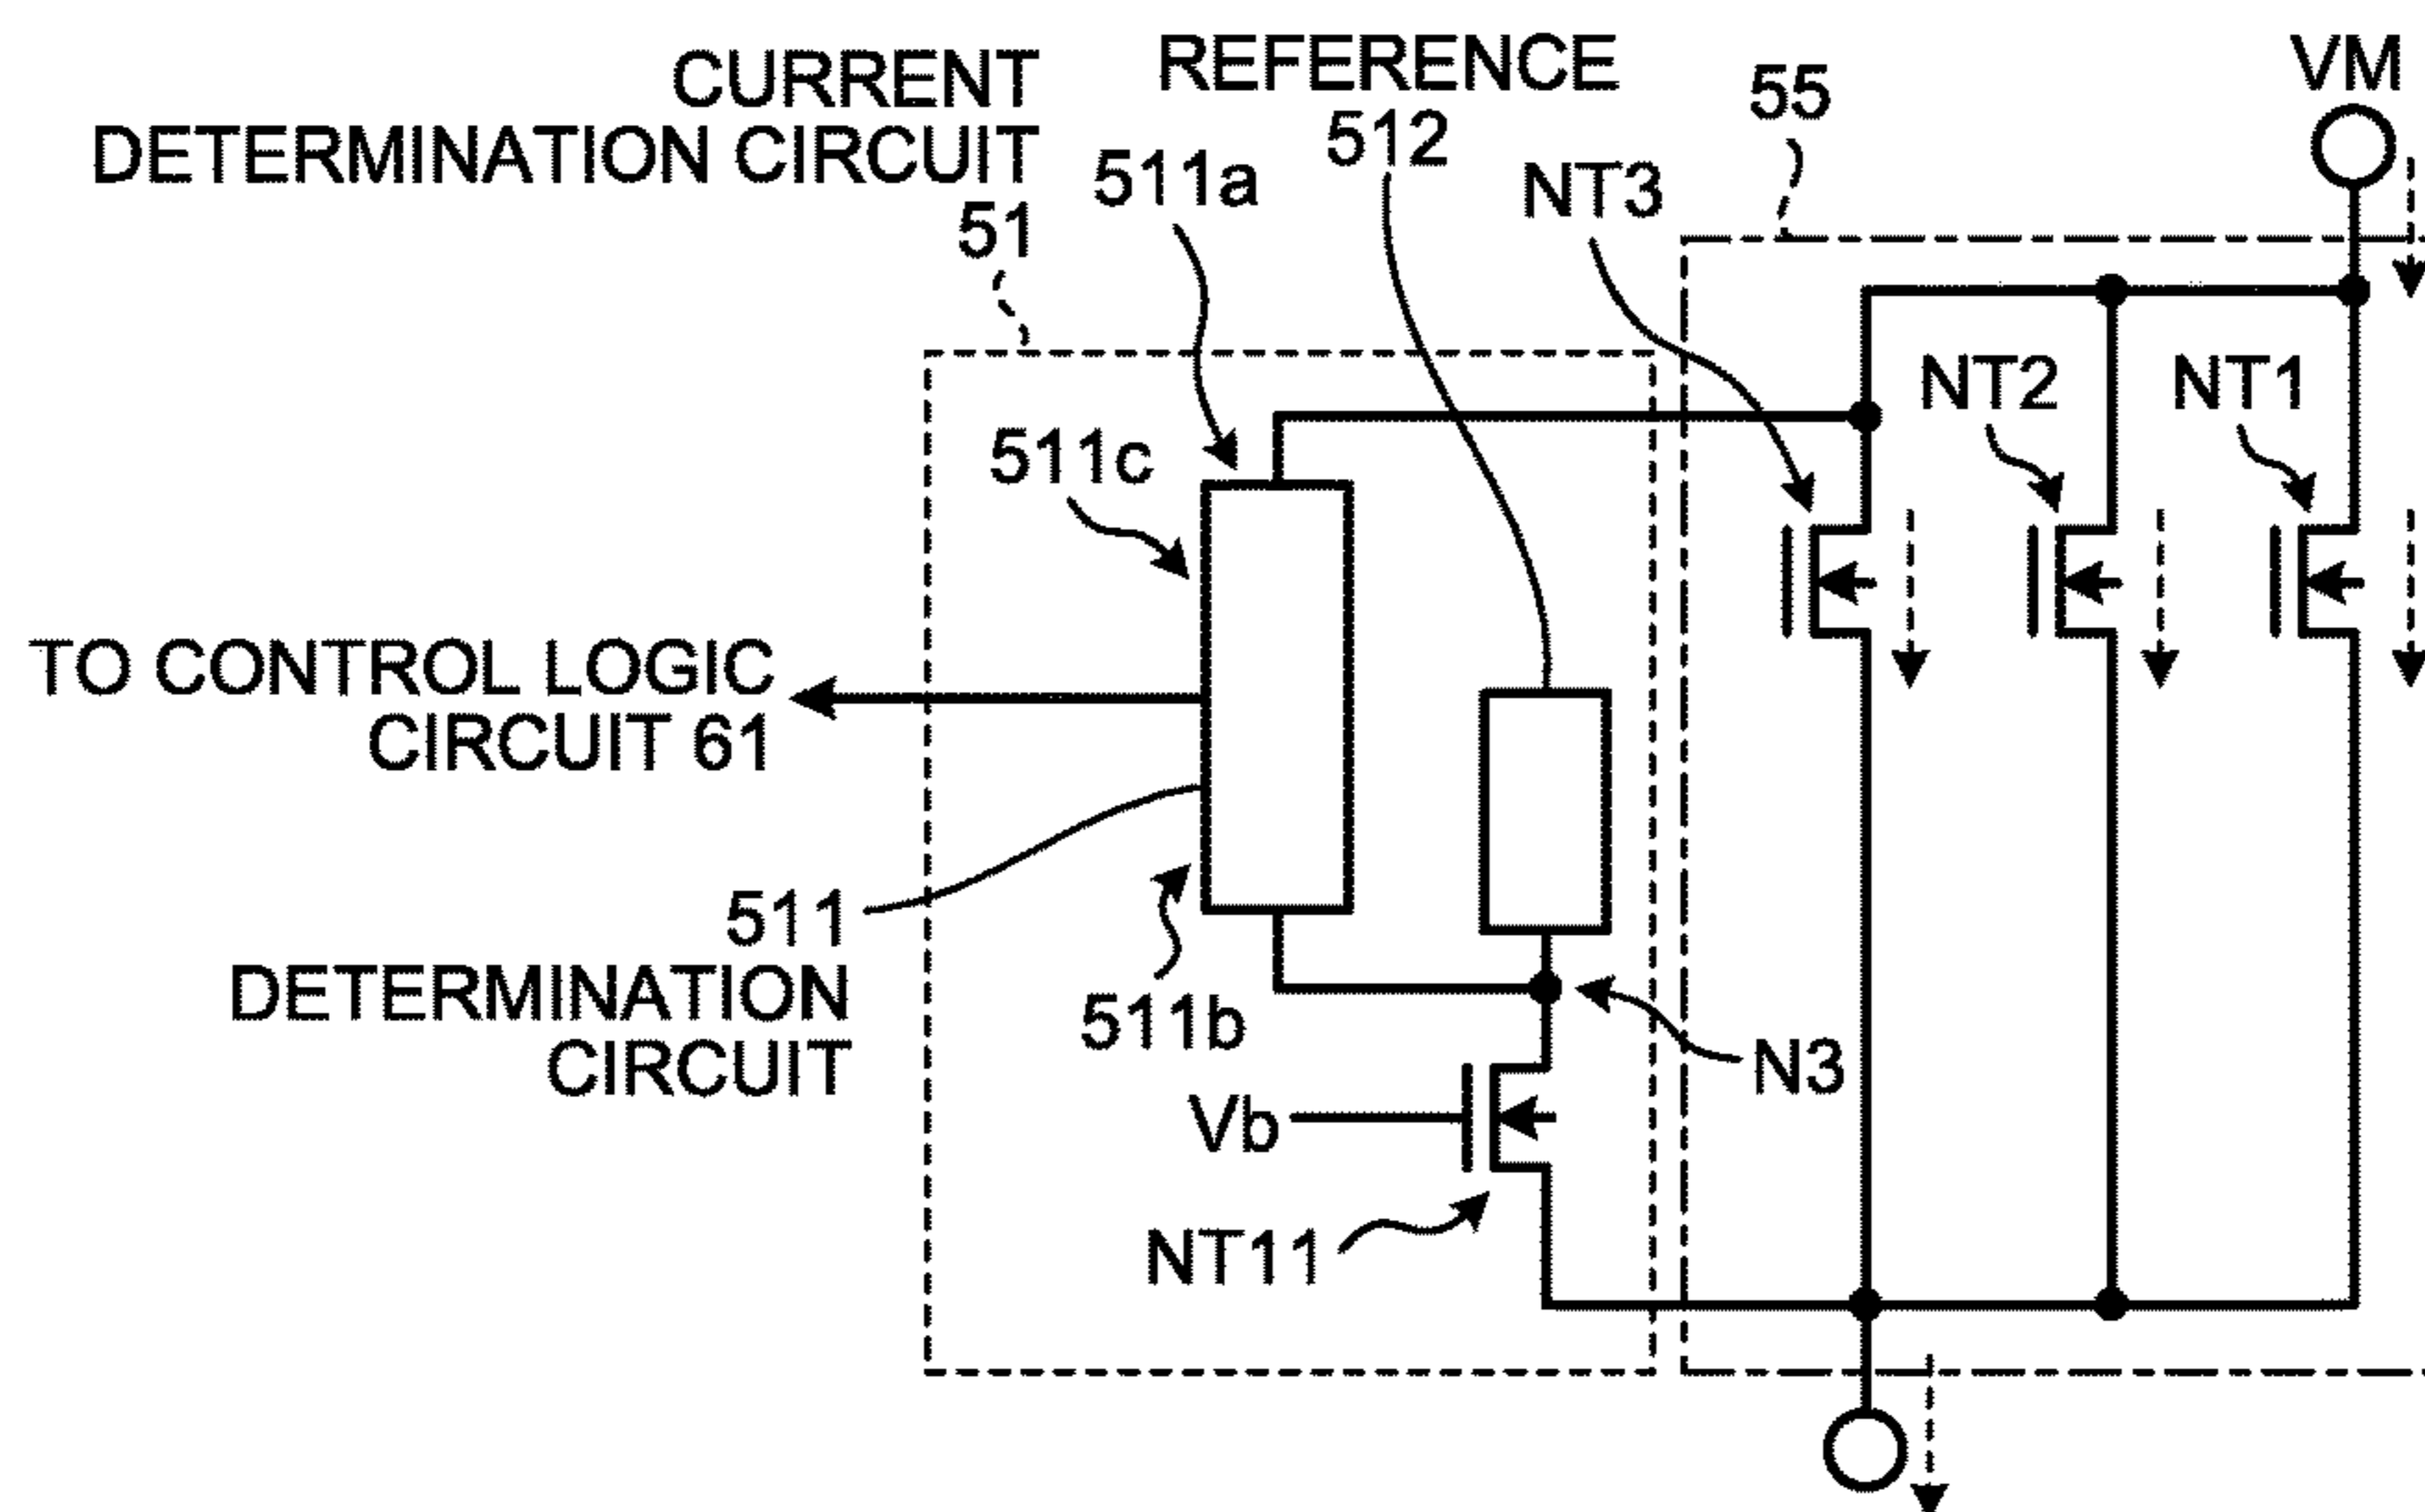 CURRENT
DETERMINATION CIRCUIT
51
511a
REFERENCE
512
NT3
55
VM
511c
NT2
NT1
TO CONTROL LOGIC
CIRCUIT 61
511
DETERMINATION
CIRCUIT
511b
N3
Vb
NT11